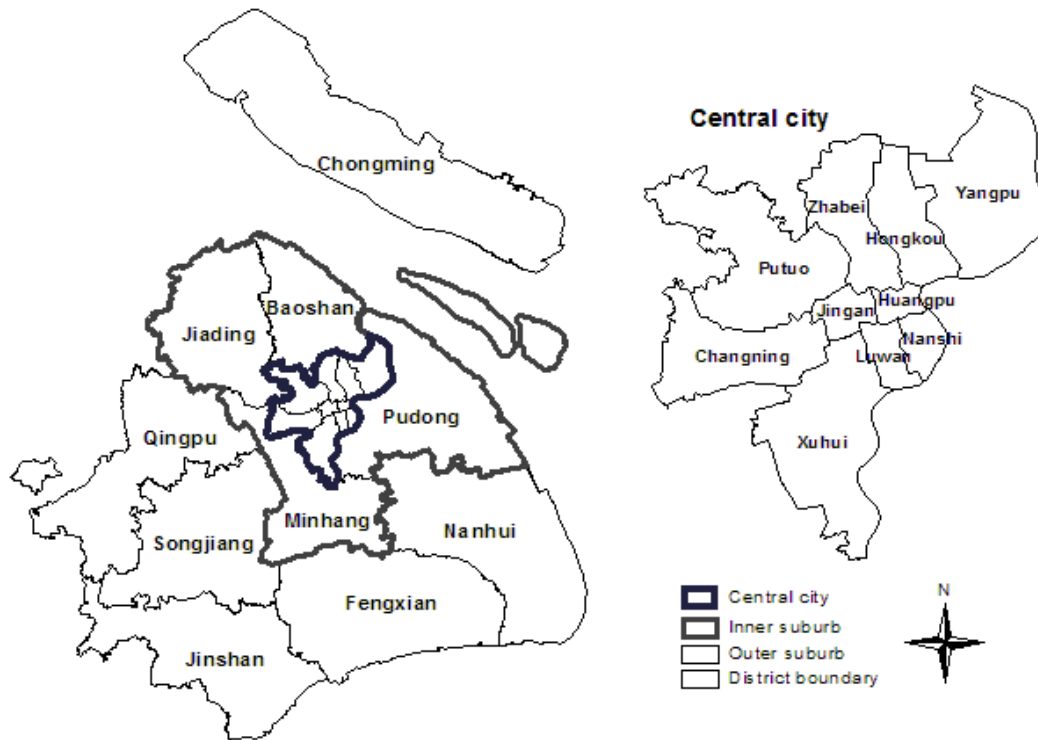 Chongming
Baoshan
Jiading
Pudong
Qingpu
Minhang
Nanhui
Songjiang
Fengxian
Jinshan
Central city
Yangpu
Zhabei
Hongkou
Putuo
Huangpu
Jingan
Nanshi
Changning
Luwan
Xuhui
N
Central city
Inner suburb
Outer suburb
District boundary